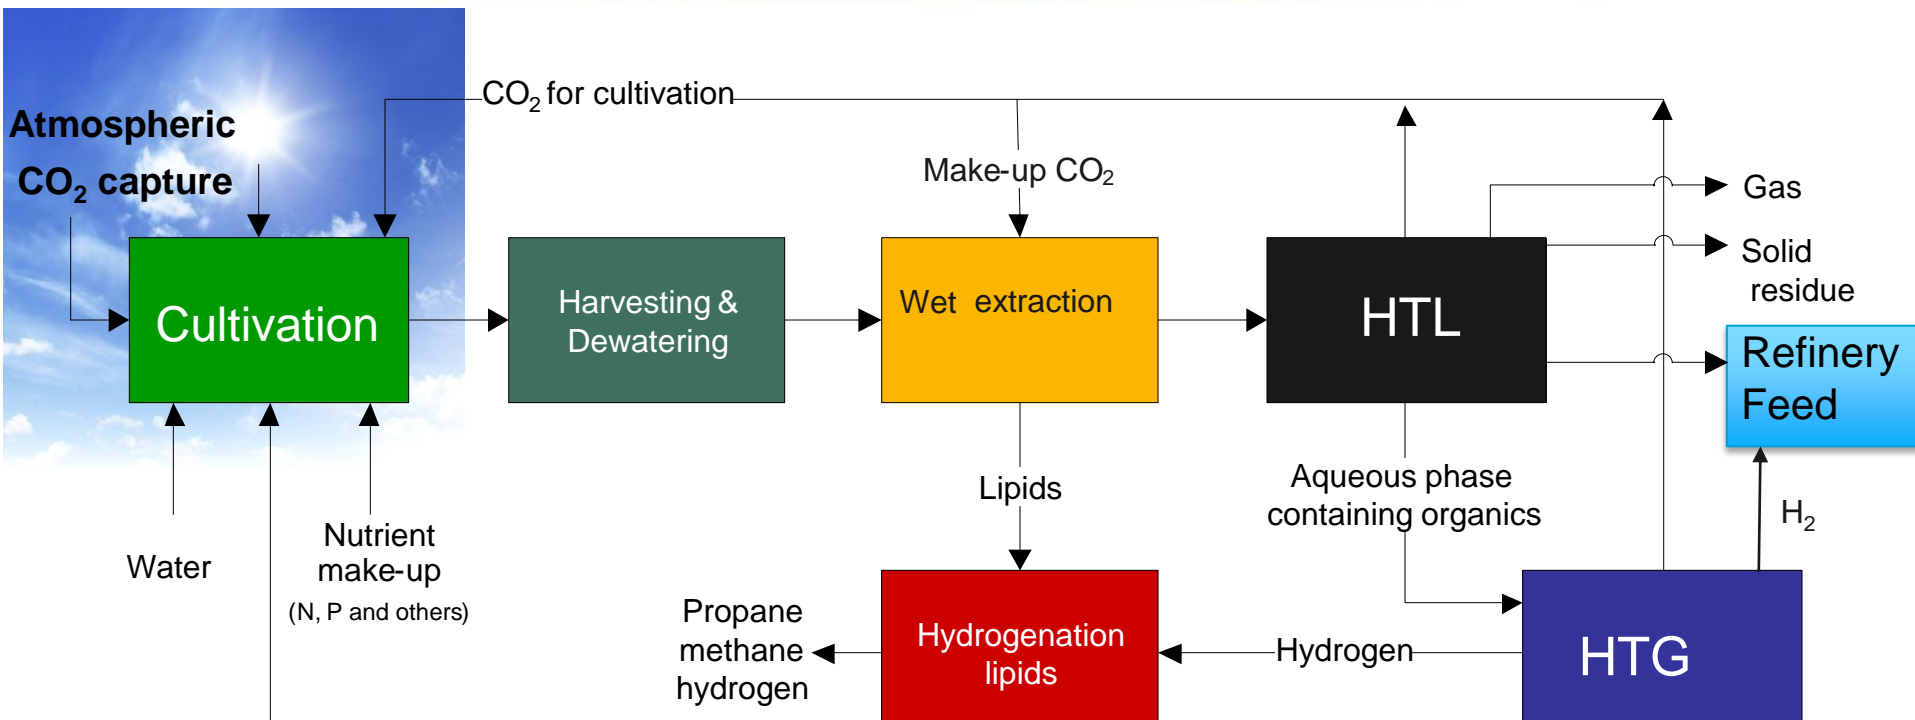 CO₂ for cultivation
Atmospheric
CO₂ capture
Make-up CO₂
Gas
Solid
residue
Cultivation
Harvesting &
Dewatering
Wet extraction
HTL
Refinery
Feed
Lipids
Aqueous phase
containing organics
H₂
Water
Nutrient
make-up
(N, P and others)
Propane
methane
hydrogen
Hydrogenation
lipids
Hydrogen
HTG